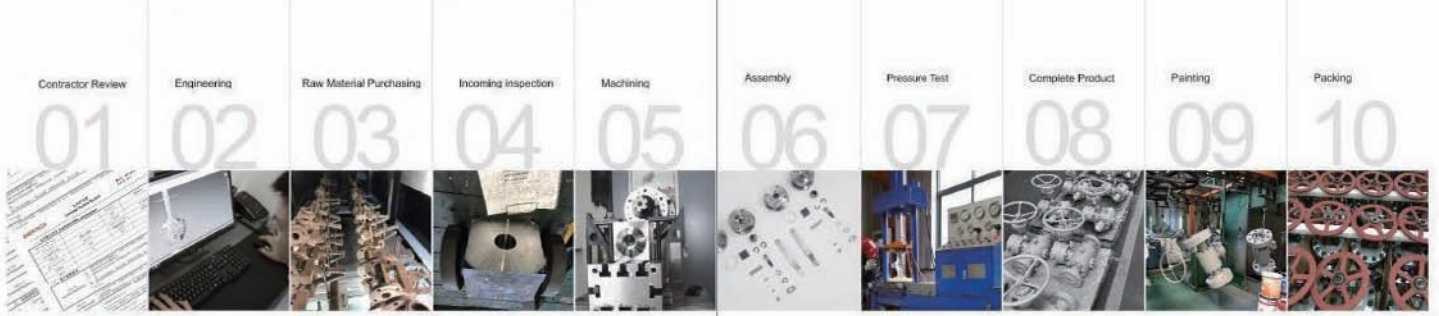 Contractor Review
01
Engineering
02
Raw Material Purchasing
03
Incoming inspection
04
Machining
05
Assembly
06
Pressure Test
07
Complete Product
08
Painting
09
Packing
10